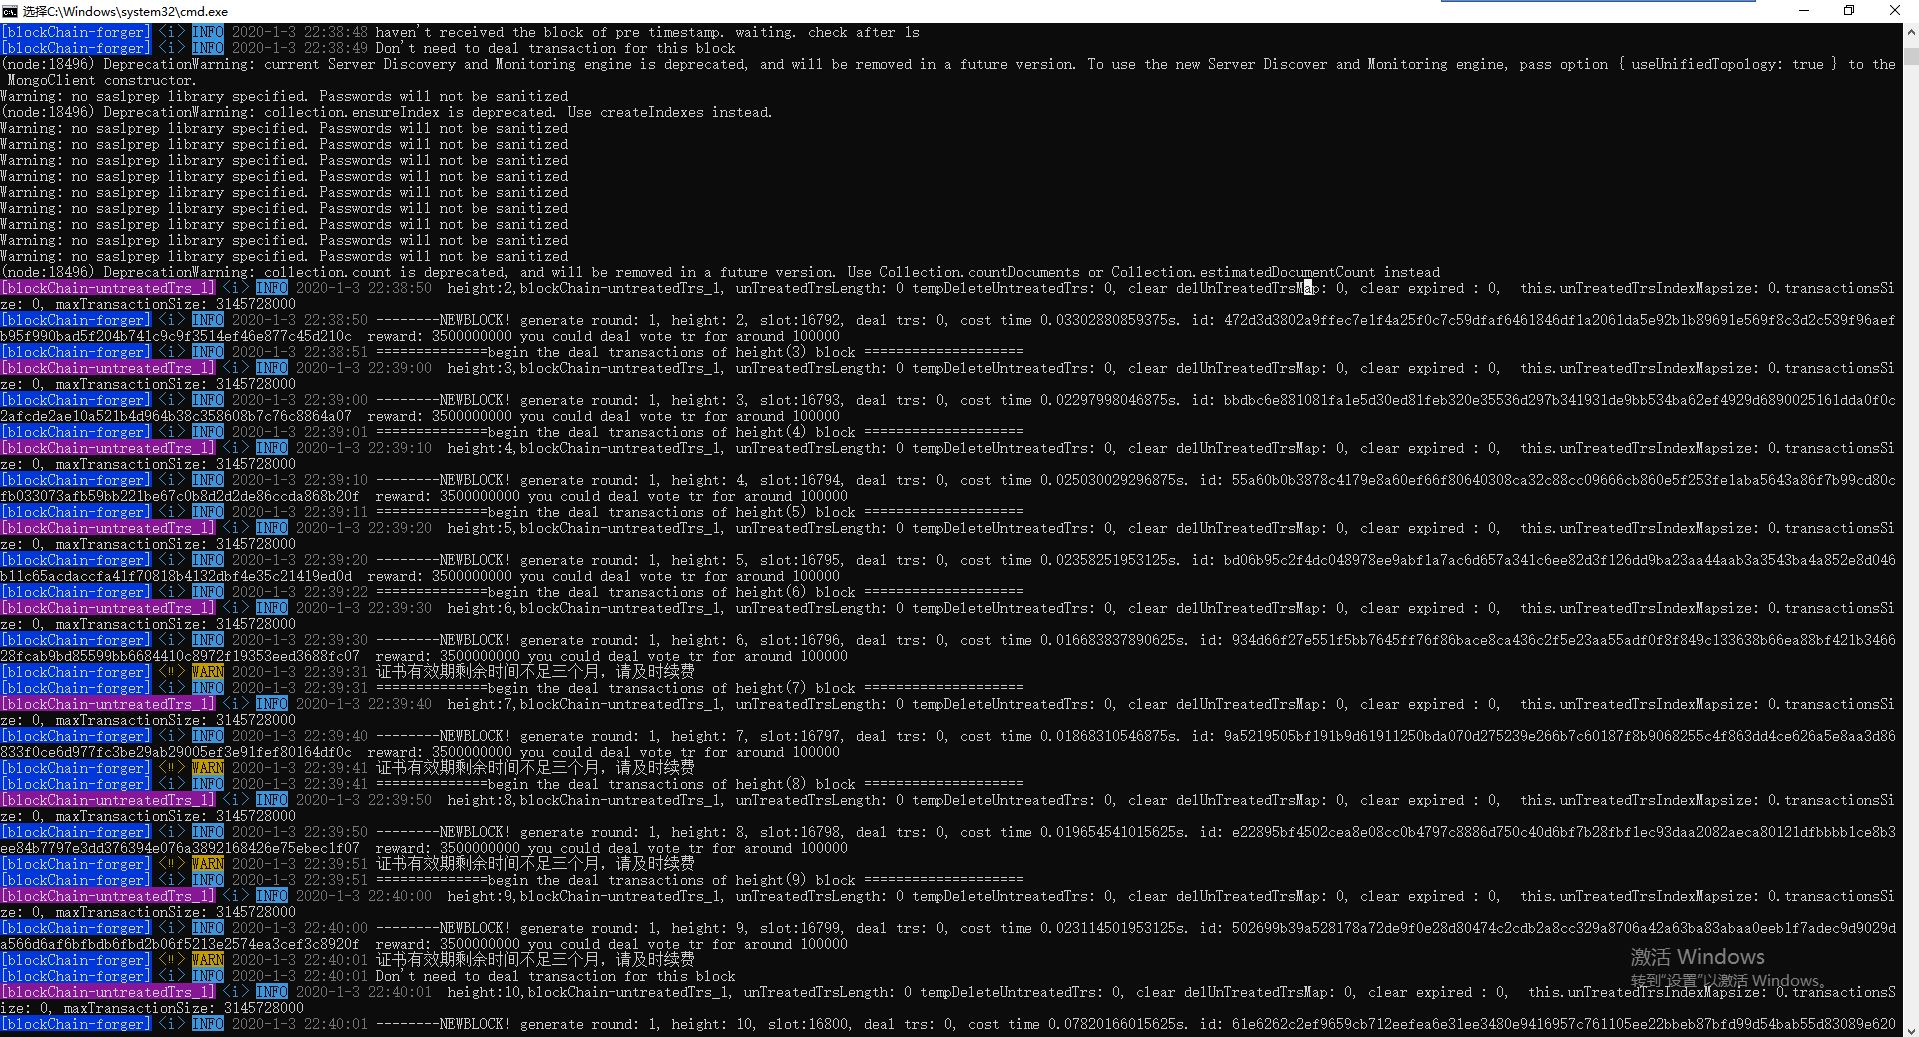 选择C:\Windows\system32\cmd.exe
[blockChain-forger] <i> INFO 2020-1-3 22:38:48 haven't received the block of pre timestamp. waiting. check after 1s
[blockChain-forger] <i> INFO 2020-1-3 22:38:49 Don't need to deal transaction for this block
(node:18496) DeprecationWarning: current Server Discovery and Monitoring engine is deprecated, and will be removed in a future version. To use the new Server Discover and Monitoring engine, pass option { useUnifiedTopology: true } to the
 MongoClient constructor.
Warning: no saslprep library specified. Passwords will not be sanitized
(node:18496) DeprecationWarning: collection.ensureIndex is deprecated. Use createIndexes instead.
Warning: no saslprep library specified. Passwords will not be sanitized
Warning: no saslprep library specified. Passwords will not be sanitized
Warning: no saslprep library specified. Passwords will not be sanitized
Warning: no saslprep library specified. Passwords will not be sanitized
Warning: no saslprep library specified. Passwords will not be sanitized
Warning: no saslprep library specified. Passwords will not be sanitized
Warning: no saslprep library specified. Passwords will not be sanitized
Warning: no saslprep library specified. Passwords will not be sanitized
Warning: no saslprep library specified. Passwords will not be sanitized
(node:18496) DeprecationWarning: collection.count is deprecated, and will be removed in a future version. Use Collection.countDocuments or Collection.estimatedDocumentCount instead
[blockChain-untreatedTrs_1] <i> INFO 2020-1-3 22:38:50  height:2,blockChain-untreatedTrs_1, unTreatedTrsLength: 0 tempDeleteUntreatedTrs: 0, clear delUnTreatedTrsMap: 0, clear expired : 0,  this.unTreatedTrsIndexMapsize: 0.transactionsSi
ze: 0, maxTransactionSize: 3145728000
[blockChain-forger] <i> INFO 2020-1-3 22:38:50 --------NEWBLOCK! generate round: 1, height: 2, slot:16792, deal trs: 0, cost time 0.03302880859375s. id: 472d3d3802a9ffec7e1f4a25f0c7c59dfaf6461846df1a2061da5e92b1b89691e569f8c3d2c539f96aef
b95f990bad5f204b741c9c9f3514ef46e877c45d210c  reward: 3500000000 you could deal vote tr for around 100000
[blockChain-forger] <i> INFO 2020-1-3 22:38:51 ==============begin the deal transactions of height(3) block ====================
[blockChain-untreatedTrs_1] <i> INFO 2020-1-3 22:39:00  height:3,blockChain-untreatedTrs_1, unTreatedTrsLength: 0 tempDeleteUntreatedTrs: 0, clear delUnTreatedTrsMap: 0, clear expired : 0,  this.unTreatedTrsIndexMapsize: 0.transactionsSi
ze: 0, maxTransactionSize: 3145728000
[blockChain-forger] <i> INFO 2020-1-3 22:39:00 --------NEWBLOCK! generate round: 1, height: 3, slot:16793, deal trs: 0, cost time 0.02297998046875s. id: bbdbc6e881081fa1e5d30ed81feb320e35536d297b341931de9bb534ba62ef4929d6890025161dda0f0c
2afcde2ae10a521b4d964b38c358608b7c76c8864a07  reward: 3500000000 you could deal vote tr for around 100000
[blockChain-forger] <i> INFO 2020-1-3 22:39:01 ==============begin the deal transactions of height(4) block ====================
[blockChain-untreatedTrs_1] <i> INFO 2020-1-3 22:39:10  height:4,blockChain-untreatedTrs_1, unTreatedTrsLength: 0 tempDeleteUntreatedTrs: 0, clear delUnTreatedTrsMap: 0, clear expired : 0,  this.unTreatedTrsIndexMapsize: 0.transactionsSi
ze: 0, maxTransactionSize: 3145728000
[blockChain-forger] <i> INFO 2020-1-3 22:39:10 --------NEWBLOCK! generate round: 1, height: 4, slot:16794, deal trs: 0, cost time 0.025030029296875s. id: 55a60b0b3878c4179e8a60ef66f80640308ca32c88cc09666cb860e5f253fe1aba5643a86f7b99cd80c
fb033073afb59bb221be67c0b8d2d2de86ccda868b20f  reward: 3500000000 you could deal vote tr for around 100000
[blockChain-forger] <i> INFO 2020-1-3 22:39:11 ==============begin the deal transactions of height(5) block ====================
[blockChain-untreatedTrs_1] <i> INFO 2020-1-3 22:39:20  height:5,blockChain-untreatedTrs_1, unTreatedTrsLength: 0 tempDeleteUntreatedTrs: 0, clear delUnTreatedTrsMap: 0, clear expired : 0,  this.unTreatedTrsIndexMapsize: 0.transactionsSi
ze: 0, maxTransactionSize: 3145728000
[blockChain-forger] <i> INFO 2020-1-3 22:39:20 --------NEWBLOCK! generate round: 1, height: 5, slot:16795, deal trs: 0, cost time 0.02358251953125s. id: bd06b95c2f4dc048978ee9abf1a7ac6d657a341c6ee82d3f126dd9ba23aa44aab3a3543ba4a852e8d046
b11c65acdaccfa41f70818b4132dbf4e35c21419ed0d  reward: 3500000000 you could deal vote tr for around 100000
[blockChain-forger] <i> INFO 2020-1-3 22:39:22 ==============begin the deal transactions of height(6) block ====================
[blockChain-untreatedTrs_1] <i> INFO 2020-1-3 22:39:30  height:6,blockChain-untreatedTrs_1, unTreatedTrsLength: 0 tempDeleteUntreatedTrs: 0, clear delUnTreatedTrsMap: 0, clear expired : 0,  this.unTreatedTrsIndexMapsize: 0.transactionsSi
ze: 0, maxTransactionSize: 3145728000
[blockChain-forger] <i> INFO 2020-1-3 22:39:30 --------NEWBLOCK! generate round: 1, height: 6, slot:16796, deal trs: 0, cost time 0.016683837890625s. id: 934d66f27e551f5bb7645ff76f86bace8ca436c2f5e23aa55adf0f8f849c133638b66ea88bf421b3466
28fcab9bd85599bb6684410c8972f19353eed3688fc07  reward: 3500000000 you could deal vote tr for around 100000
[blockChain-forger] <!!> WARN 2020-1-3 22:39:31 证书有效期剩余时间不足三个月，请及时续费
[blockChain-forger] <i> INFO 2020-1-3 22:39:31 ==============begin the deal transactions of height(7) block ====================
[blockChain-untreatedTrs_1] <i> INFO 2020-1-3 22:39:40  height:7,blockChain-untreatedTrs_1, unTreatedTrsLength: 0 tempDeleteUntreatedTrs: 0, clear delUnTreatedTrsMap: 0, clear expired : 0,  this.unTreatedTrsIndexMapsize: 0.transactionsSi
ze: 0, maxTransactionSize: 3145728000
[blockChain-forger] <i> INFO 2020-1-3 22:39:40 --------NEWBLOCK! generate round: 1, height: 7, slot:16797, deal trs: 0, cost time 0.01868310546875s. id: 9a5219505bf191b9d61911250bda070d275239e266b7c60187f8b9068255c4f863dd4ce626a5e8aa3d86
833f0ce6d977fc3be29ab29005ef3e91fef80164df0c  reward: 3500000000 you could deal vote tr for around 100000
[blockChain-forger] <!!> WARN 2020-1-3 22:39:41 证书有效期剩余时间不足三个月，请及时续费
[blockChain-forger] <i> INFO 2020-1-3 22:39:41 ==============begin the deal transactions of height(8) block ====================
[blockChain-untreatedTrs_1] <i> INFO 2020-1-3 22:39:50  height:8,blockChain-untreatedTrs_1, unTreatedTrsLength: 0 tempDeleteUntreatedTrs: 0, clear delUnTreatedTrsMap: 0, clear expired : 0,  this.unTreatedTrsIndexMapsize: 0.transactionsSi
ze: 0, maxTransactionSize: 3145728000
[blockChain-forger] <i> INFO 2020-1-3 22:39:50 --------NEWBLOCK! generate round: 1, height: 8, slot:16798, deal trs: 0, cost time 0.019654541015625s. id: e22895bf4502cea8e08cc0b4797c8886d750c40d6bf7b28fbf1ec93daa2082aeca80121dfbbbb1ce8b3
ee84b7797e3dd376394e076a3892168426e75ebec1f07  reward: 3500000000 you could deal vote tr for around 100000
[blockChain-forger] <!!> WARN 2020-1-3 22:39:51 证书有效期剩余时间不足三个月，请及时续费
[blockChain-forger] <i> INFO 2020-1-3 22:39:51 ==============begin the deal transactions of height(9) block ====================
[blockChain-untreatedTrs_1] <i> INFO 2020-1-3 22:40:00  height:9,blockChain-untreatedTrs_1, unTreatedTrsLength: 0 tempDeleteUntreatedTrs: 0, clear delUnTreatedTrsMap: 0, clear expired : 0,  this.unTreatedTrsIndexMapsize: 0.transactionsSi
ze: 0, maxTransactionSize: 3145728000
[blockChain-forger] <i> INFO 2020-1-3 22:40:00 --------NEWBLOCK! generate round: 1, height: 9, slot:16799, deal trs: 0, cost time 0.023114501953125s. id: 502699b39a528178a72de9f0e28d80474c2cdb2a8cc329a8706a42a63ba83abaa0eeb1f7adec9d9029d
a566d6af6bfbdb6fbd2b06f5213e2574ea3cef3c8920f  reward: 3500000000 you could deal vote tr for around 100000
[blockChain-forger] <!!> WARN 2020-1-3 22:40:01 证书有效期剩余时间不足三个月，请及时续费
[blockChain-forger] <i> INFO 2020-1-3 22:40:01 Don't need to deal transaction for this block
[blockChain-untreatedTrs_1] <i> INFO 2020-1-3 22:40:01  height:10,blockChain-untreatedTrs_1, unTreatedTrsLength: 0 tempDeleteUntreatedTrs: 0, clear delUnTreatedTrsMap: 0, clear expired : 0,  this.unTreatedTrsIndexMapsize: 0.transactionsS
ize: 0, maxTransactionSize: 3145728000
[blockChain-forger] <i> INFO 2020-1-3 22:40:01 --------NEWBLOCK! generate round: 1, height: 10, slot:16800, deal trs: 0, cost time 0.07820166015625s. id: 61e6262c2ef9659cb712eefea6e31ee3480e9416957c761105ee22bbeb87bfd99d54bab55d83089e620
激活 Windows
转到“设置”以激活 Windows。